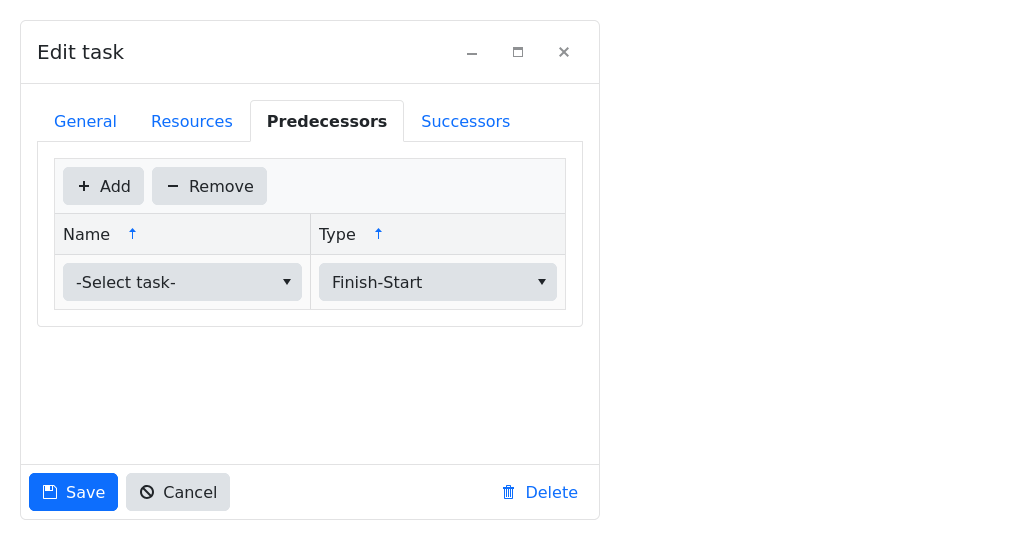 Edit task
General Resources Predecessors Successors
Add Remove
Name Type
-Select task- Finish-Start
Save Cancel Delete